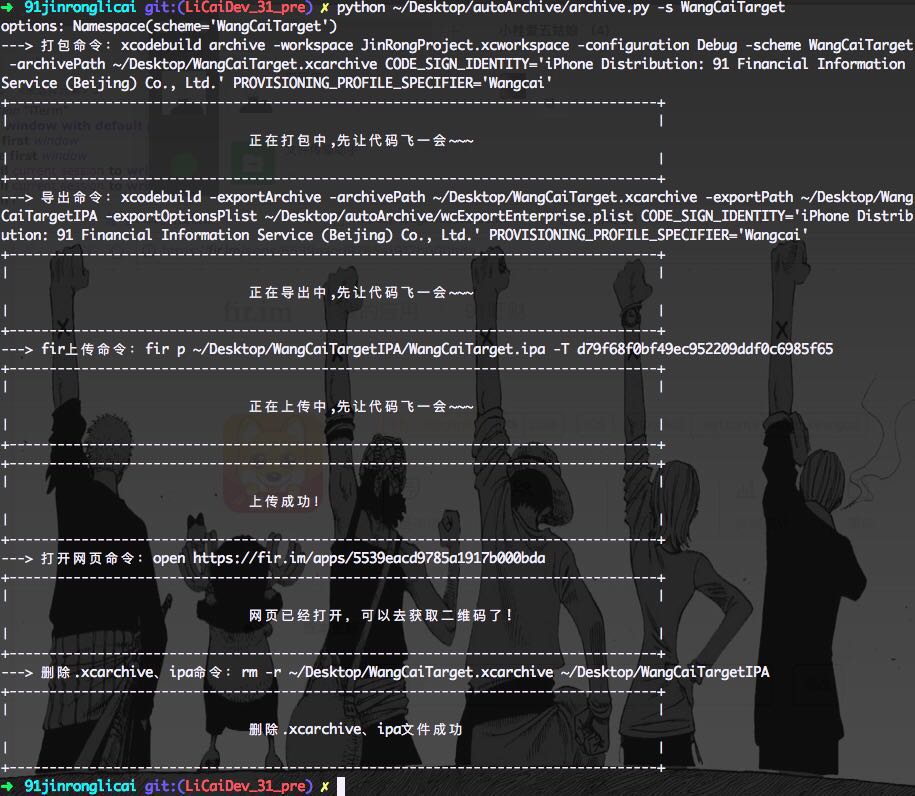 ➜ 91jinronglicai git:(LiCaiDev_31_pre) ✗ python ~/Desktop/autoArchive/archive.py -s WangCaiTarget
options: Namespace(scheme='WangCaiTarget')
---> 打包命令: xcodebuild archive -workspace JinRongProject.xcworkspace -configuration Debug -scheme WangCaiTarget
-archivePath ~/Desktop/WangCaiTarget.xcarchive CODE_SIGN_IDENTITY='iPhone Distribution: 91 Financial Information
Service (Beijing) Co., Ltd.' PROVISIONING_PROFILE_SPECIFIER='Wangcai'
正在打包中,先让代码飞一会~~~
---> 导出命令: xcodebuild -exportArchive -archivePath ~/Desktop/WangCaiTarget.xcarchive -exportPath ~/Desktop/Wang
CaiTargetIPA -exportOptionsPlist ~/Desktop/autoArchive/wcExportEnterprise.plist CODE_SIGN_IDENTITY='iPhone Distrib
ution: 91 Financial Information Service (Beijing) Co., Ltd.' PROVISIONING_PROFILE_SPECIFIER='Wangcai'
正在导出中,先让代码飞一会~~~
---> fir上传命令: fir p ~/Desktop/WangCaiTargetIPA/WangCaiTarget.ipa -T d79f68f0bf49ec952209ddf0c6985f65
正在上传中,先让代码飞一会~~~
上传成功!
---> 打开网页命令: open https://fir.im/apps/5539eacd9785a1917b000bda
网页已经打开, 可以去获取二维码了!
---> 删除.xcarchive、ipa命令: rm -r ~/Desktop/WangCaiTarget.xcarchive ~/Desktop/WangCaiTargetIPA
删除.xcarchive、ipa文件成功
➜ 91jinronglicai git:(LiCaiDev_31_pre) ✗